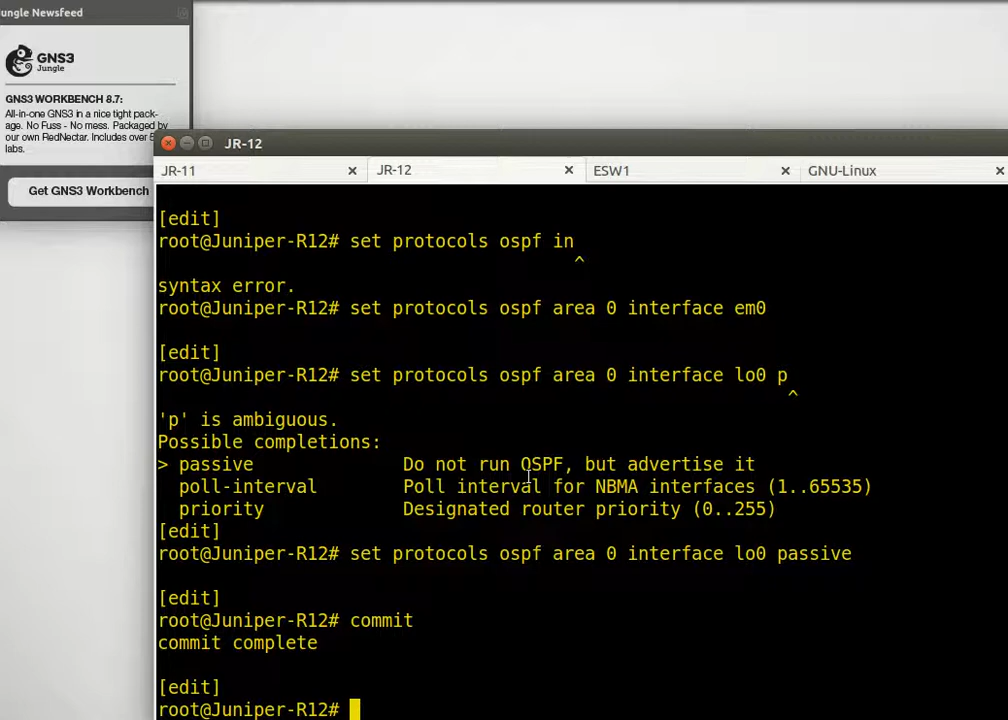 ungle Newsfeed
GNS3
Jungle
GNS3 WORKBENCH 8.7:
All-in-one GNS3 in a nice tight pack-
age. No Fuss - No mess. Packaged by
our own RedNectar. Includes over
labs.
Get GNS3 Workbench
JR-12
JR-11
JR-12
ESW1
GNU-Linux
[edit]
root@Juniper-R12# set protocols ospf in
^
syntax error.
root@Juniper-R12# set protocols ospf area 0 interface em0
[edit]
root@Juniper-R12# set protocols ospf area 0 interface lo0 p
^
'p' is ambiguous.
Possible completions:
> passive Do not run OSPF, but advertise it
poll-interval Poll interval for NBMA interfaces (1..65535)
priority Designated router priority (0..255)
[edit]
root@Juniper-R12# set protocols ospf area 0 interface lo0 passive
[edit]
root@Juniper-R12# commit
commit complete
[edit]
root@Juniper-R12#